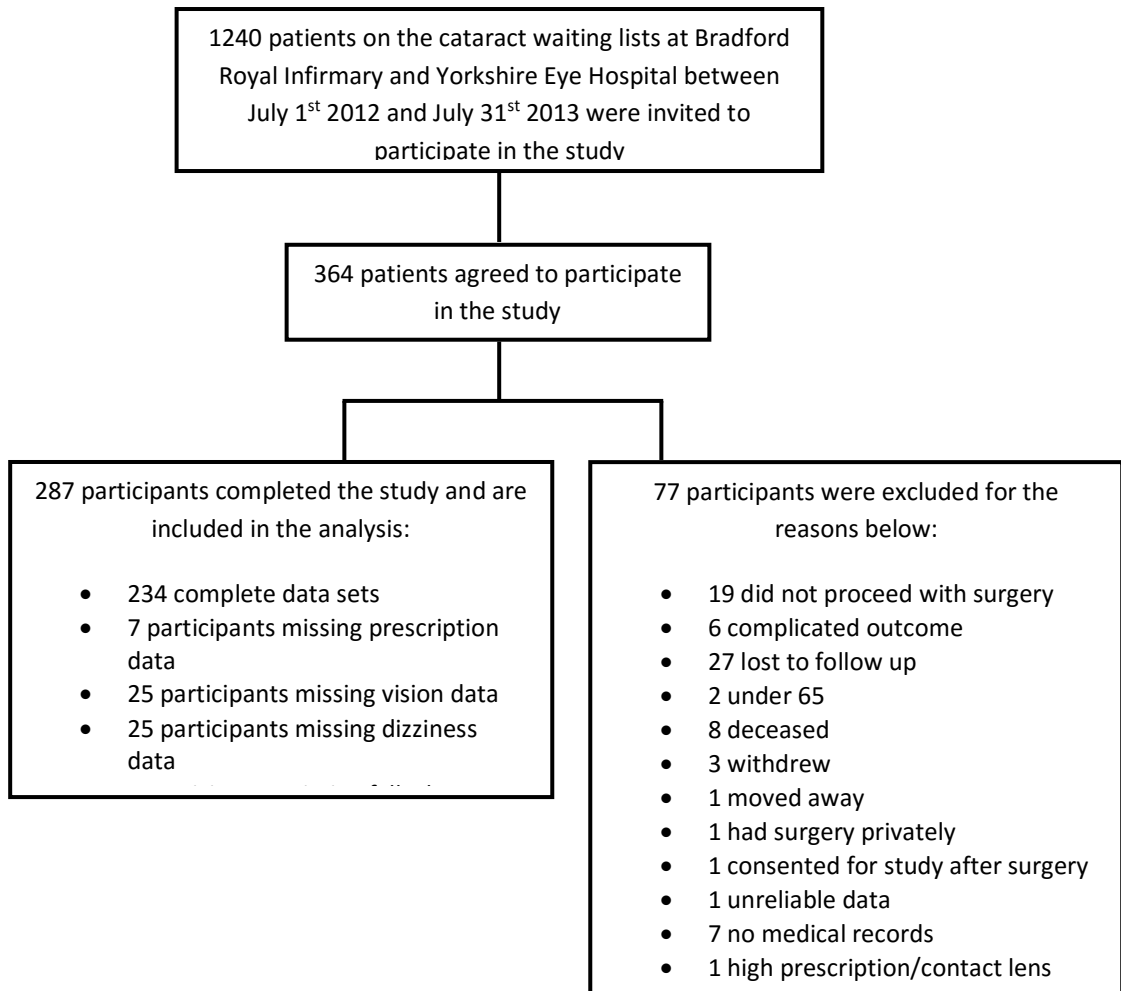 1240 patients on the cataract waiting lists at Bradford
Royal Infirmary and Yorkshire Eye Hospital between
July 1st 2012 and July 31st 2013 were invited to
participate in the study
364 patients agreed to participate
in the study
287 participants completed the study and are
included in the analysis:
• 234 complete data sets
• 7 participants missing prescription
data
• 25 participants missing vision data
• 25 participants missing dizziness
data
77 participants were excluded for the
reasons below:
• 19 did not proceed with surgery
• 6 complicated outcome
• 27 lost to follow up
• 2 under 65
• 8 deceased
• 3 withdrew
• 1 moved away
• 1 had surgery privately
• 1 consented for study after surgery
• 1 unreliable data
• 7 no medical records
• 1 high prescription/contact lens